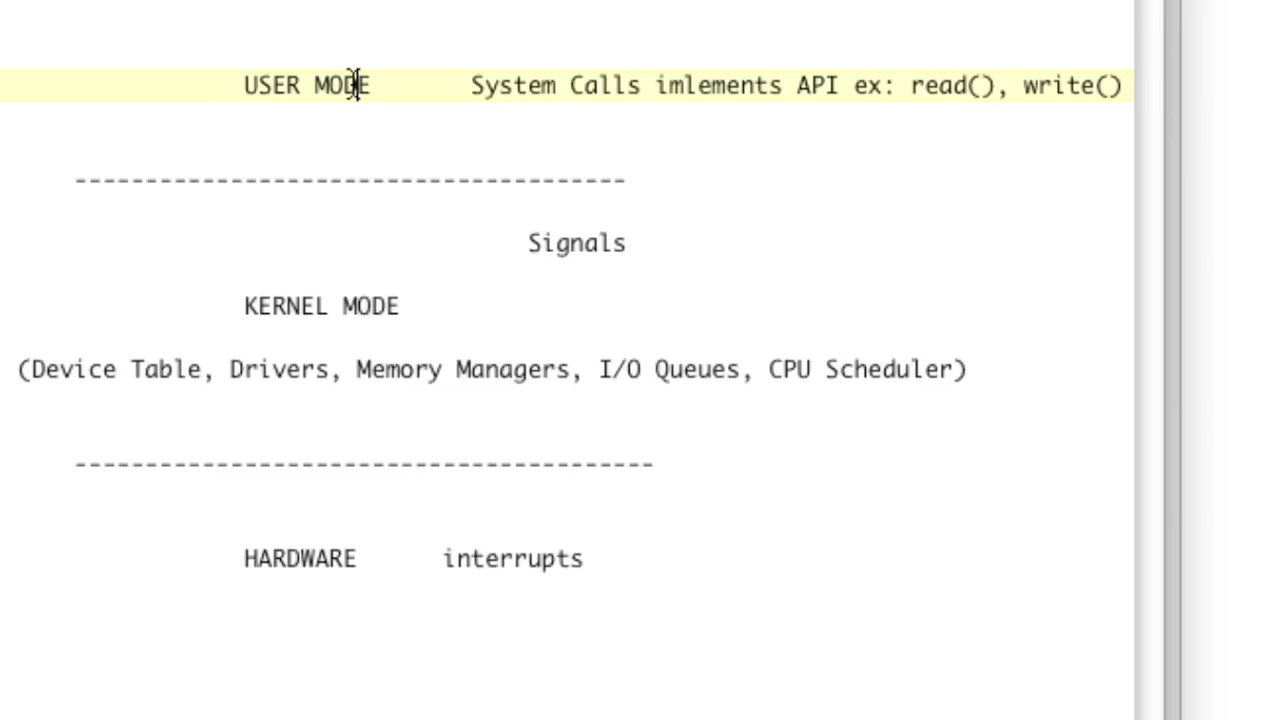 USER MODE System Calls imlements API ex: read(), write()
---------------------------------------
Signals
KERNEL MODE
(Device Table, Drivers, Memory Managers, I/O Queues, CPU Scheduler)
-----------------------------------------
HARDWARE interrupts